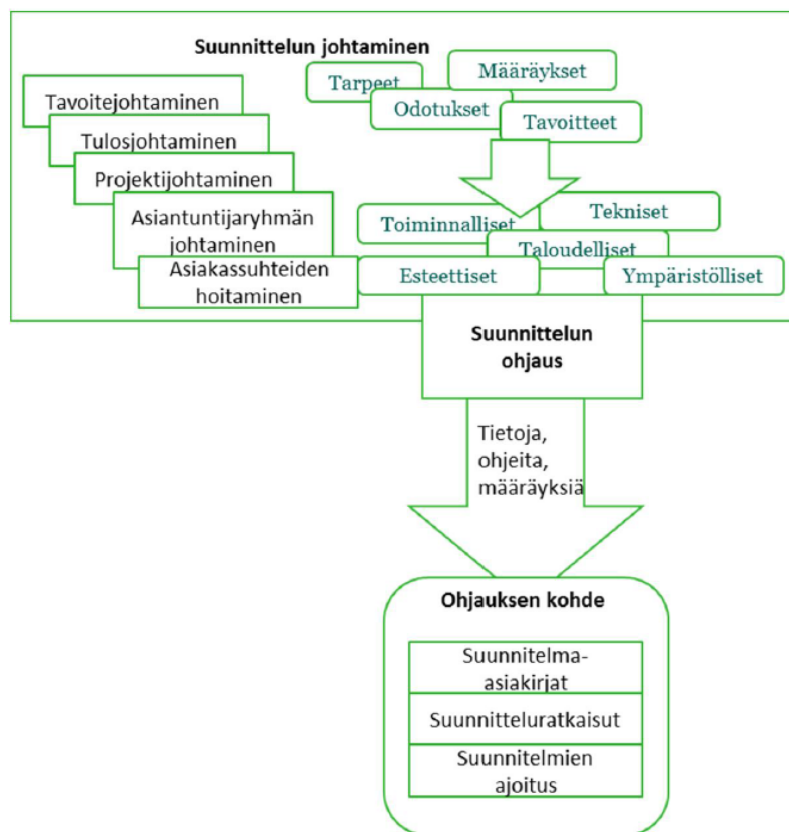 Suunnittelun johtaminen
Tavoitejohtaminen
Tulosjohtaminen
Projektijohtaminen
Asiantuntijaryhmän
johtaminen
Asiakassuhteiden
hoitaminen
Tarpeet
Määräykset
Odotukset
Tavoitteet
Toiminnalliset
Tekniset
Taloudelliset
Esteettiset
Ympäristölliset
Suunnittelun
ohjaus
Tietoja,
ohjeita,
määräyksiä
Ohjauksen kohde
Suunnitelma-
asiakirjat
Suunnitteluratkaisut
Suunnitelmien
ajoitus